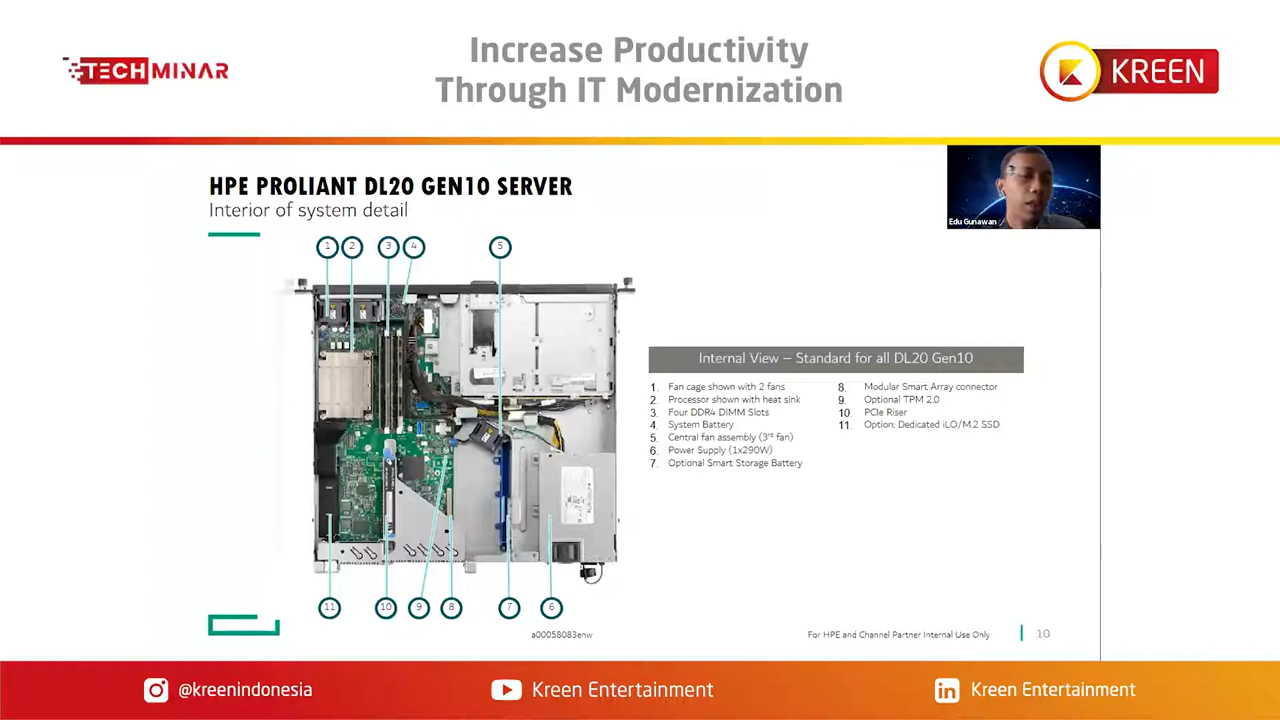 TECHMINAR
Increase Productivity
Through IT Modernization
KREEN
HPE PROLIANT DL20 GEN10 SERVER
Interior of system detail
Edu Gunawan
1 2 3 4 5
Internal View – Standard for all DL20 Gen10
1. Fan cage shown with 2 fans
2. Processor shown with heat sink
3. Four DDR4 DIMM Slots
4. System Battery
5. Central fan assembly (3rd fan)
6. Power Supply (1x290W)
7. Optional Smart Storage Battery
8. Modular Smart Array connector
9. Optional TPM 2.0
10. PCIe Riser
11. Option: Dedicated iLO/M.2 SSD
11 10 9 8 7 6
a00058083enw
For HPE and Channel Partner Internal Use Only
10
@kreenindonesia
Kreen Entertainment
Kreen Entertainment